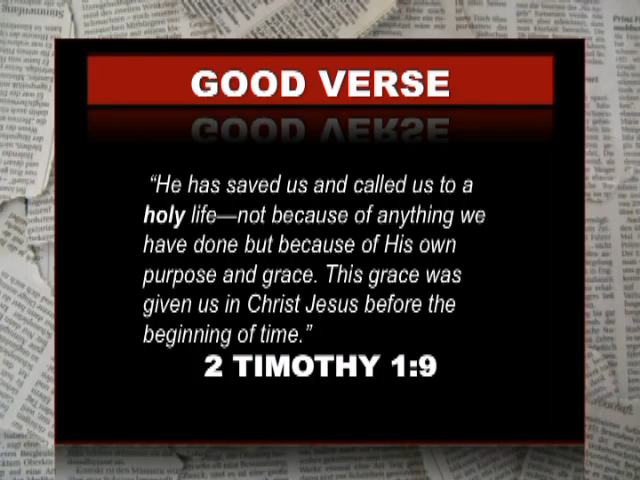 GOOD VERSE
“He has saved us and called us to a
holy life—not because of anything we
have done but because of His own
purpose and grace. This grace was
given us in Christ Jesus before the
beginning of time.”
2 TIMOTHY 1:9